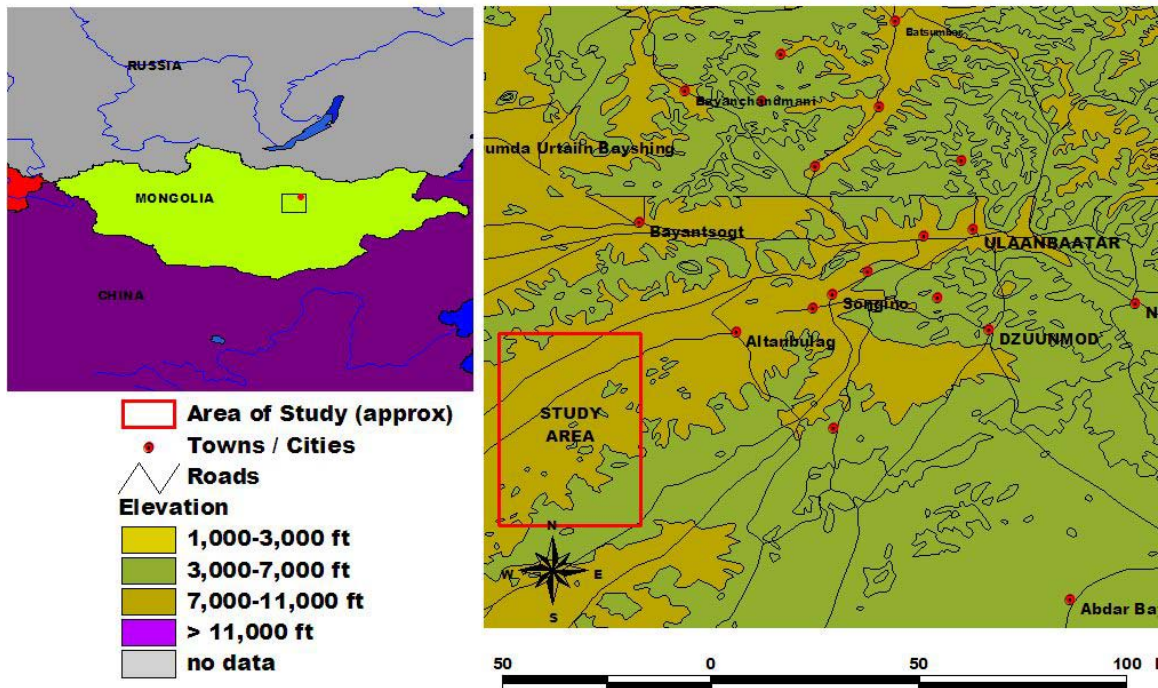 RUSSIA
MONGOLIA
CHINA
Area of Study (approx)
Towns / Cities
Roads
Elevation
1,000-3,000 ft
3,000-7,000 ft
7,000-11,000 ft
> 11,000 ft
no data
Batsumber
Bayanchandmani
umda Urtaiin Bayshing
Bayantsogt
ULAANBAATAR
Songino
N
Altanbulag
DZUUNMOD
STUDY
AREA
N
W
E
S
Abdar Ba
50 0 50 100